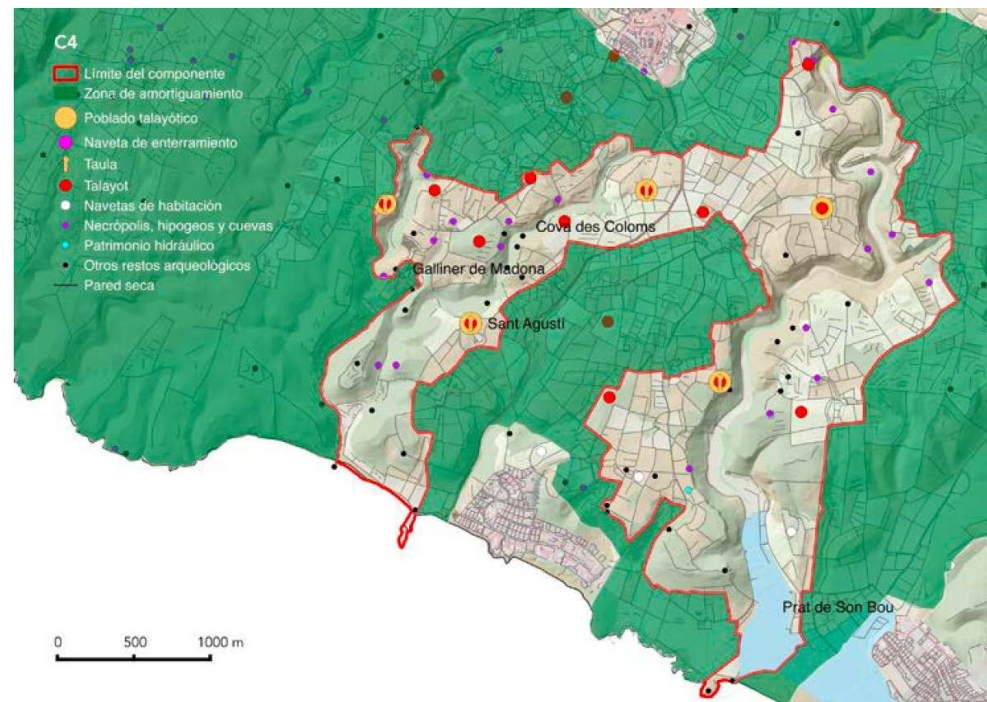 C4
Límite del componente
Zona de amortiguamiento
Poblado talayótico
Naveta de enterramiento
Taula
Talayot
Navetas de habitación
Necrópolis, hipogeos y cuevas
Patrimonio hidráulico
Otros restos arqueológicos
Pared seca
Cova des Coloms
Galliner de Madona
Sant Agustí
Prat de Son Bou
0 500 1000 m